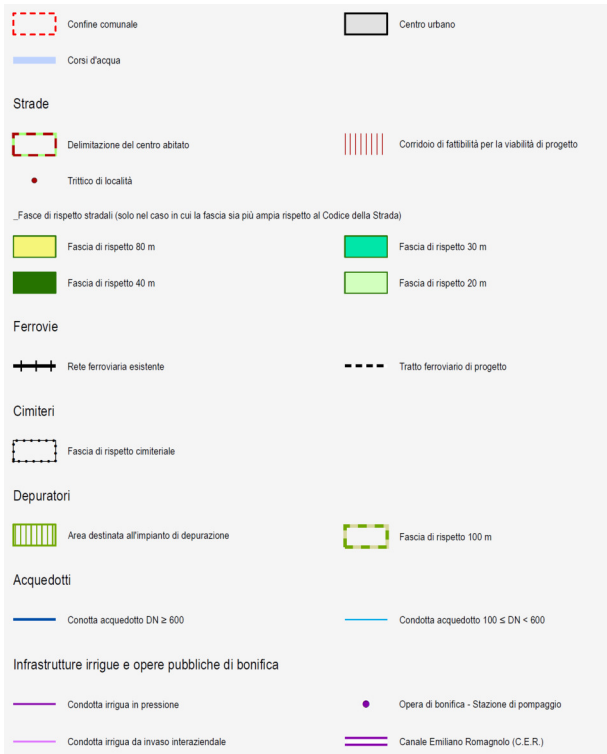 Confine comunale
Centro urbano
Corsi d'acqua
Strade
Delimitazione del centro abitato
Corridoio di fattibilità per la viabilità di progetto
Trittico di località
_Fasce di rispetto stradali (solo nel caso in cui la fascia sia più ampia rispetto al Codice della Strada)
Fascia di rispetto 80 m
Fascia di rispetto 30 m
Fascia di rispetto 40 m
Fascia di rispetto 20 m
Ferrovie
Rete ferroviaria esistente
Tratto ferroviario di progetto
Cimiteri
Fascia di rispetto cimiteriale
Depuratori
Area destinata all'impianto di depurazione
Fascia di rispetto 100 m
Acquedotti
Conotta acquedotto DN ≥ 600
Condotta acquedotto 100 ≤ DN < 600
Infrastrutture irrigue e opere pubbliche di bonifica
Condotta irrigua in pressione
Opera di bonifica - Stazione di pompaggio
Condotta irrigua da invaso interaziendale
Canale Emiliano Romagnolo (C.E.R.)